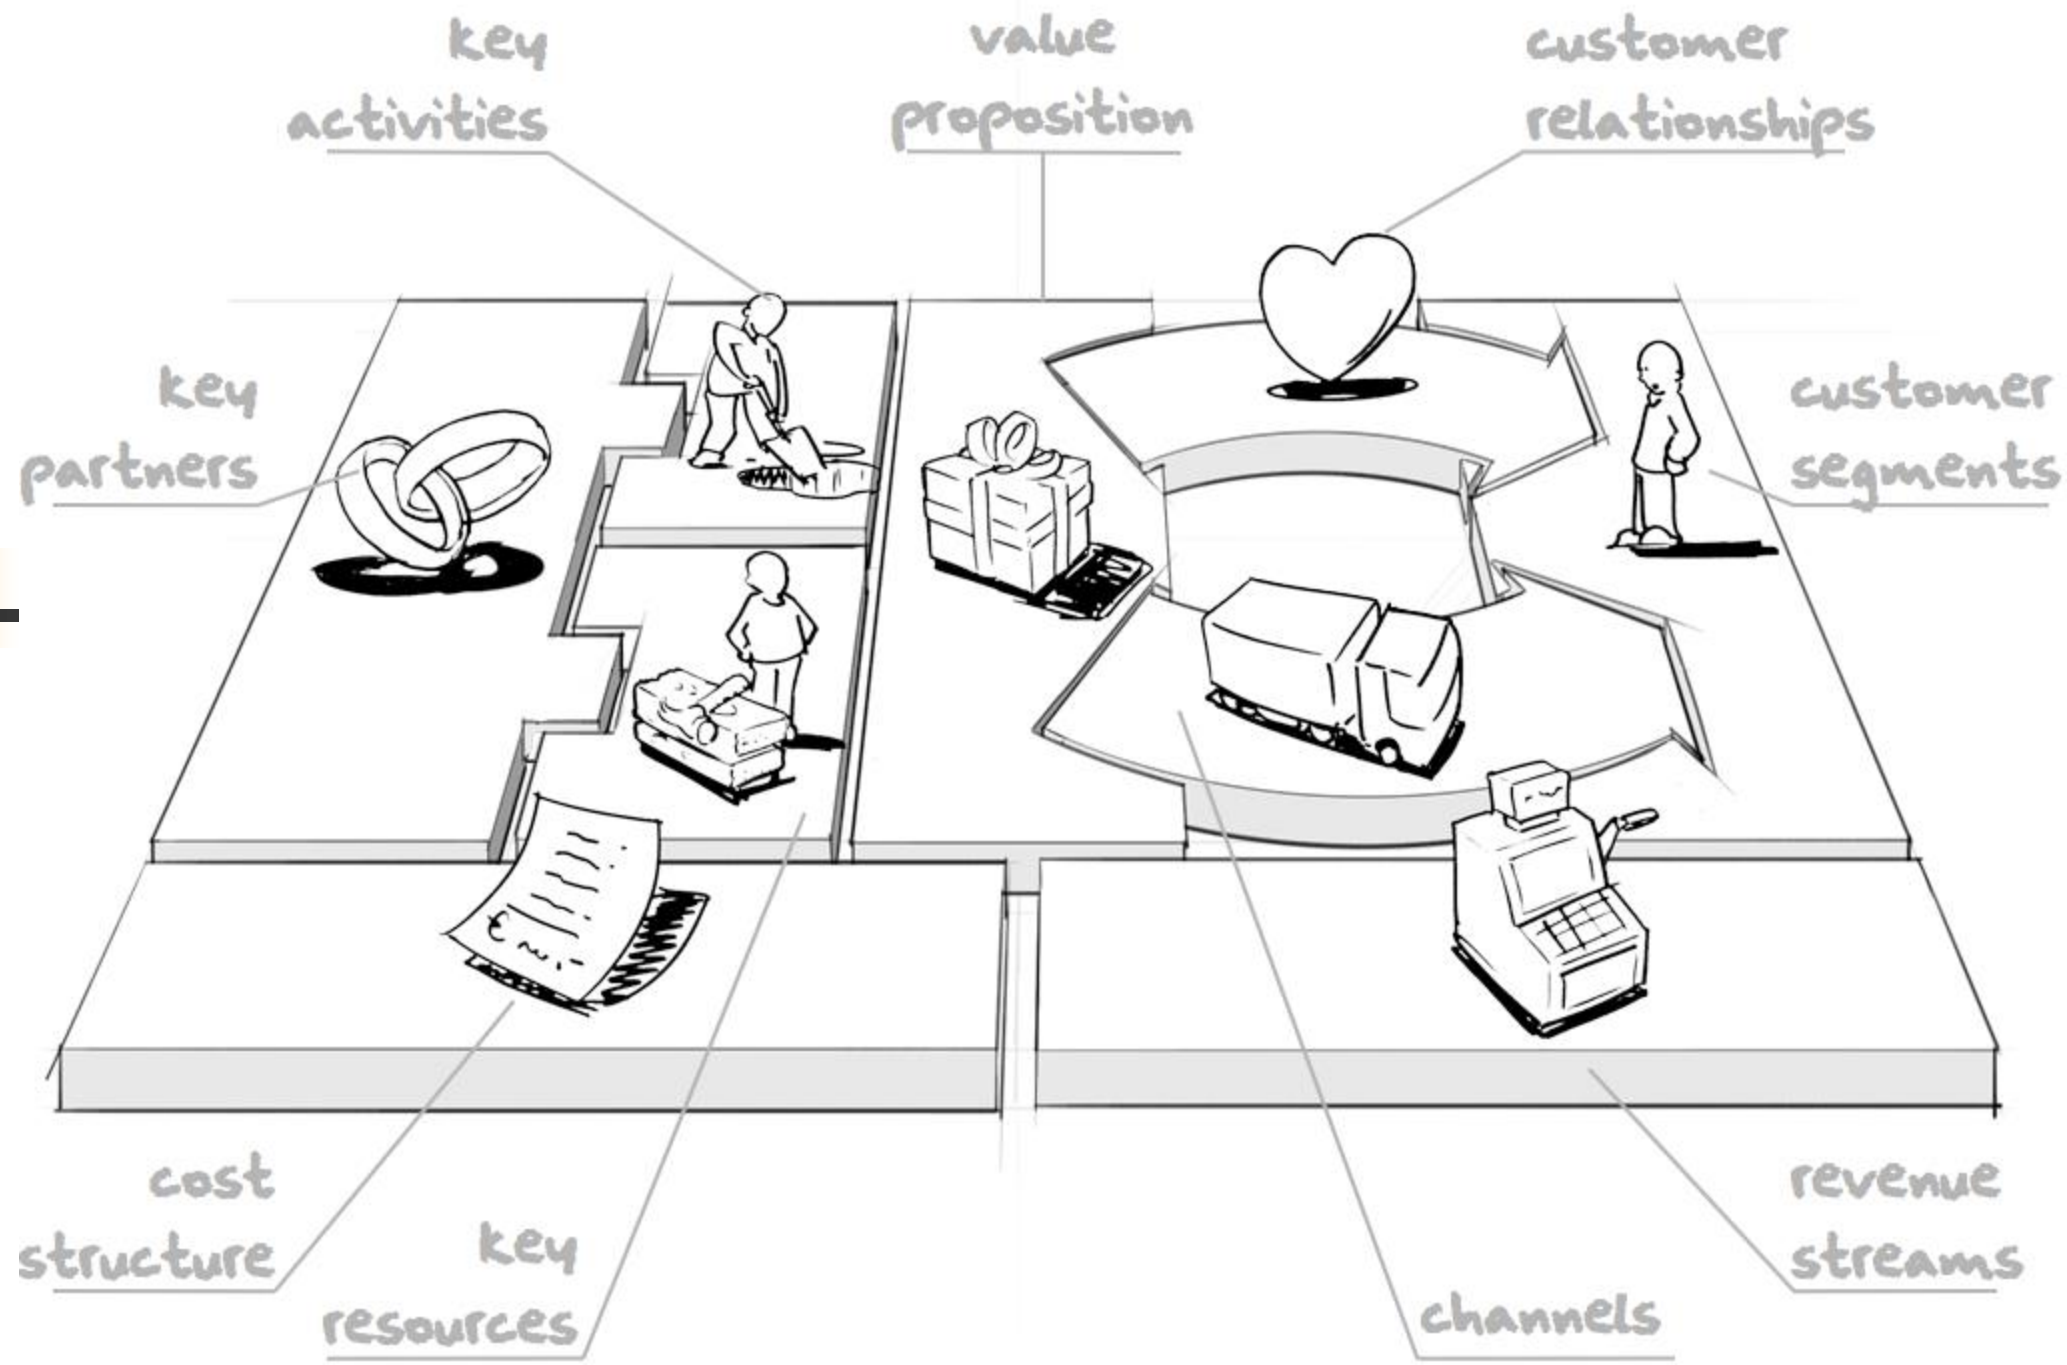 key
activities
value
proposition
customer
relationships
key
partners
customer
segments
cost
structure
key
resources
channels
revenue
streams